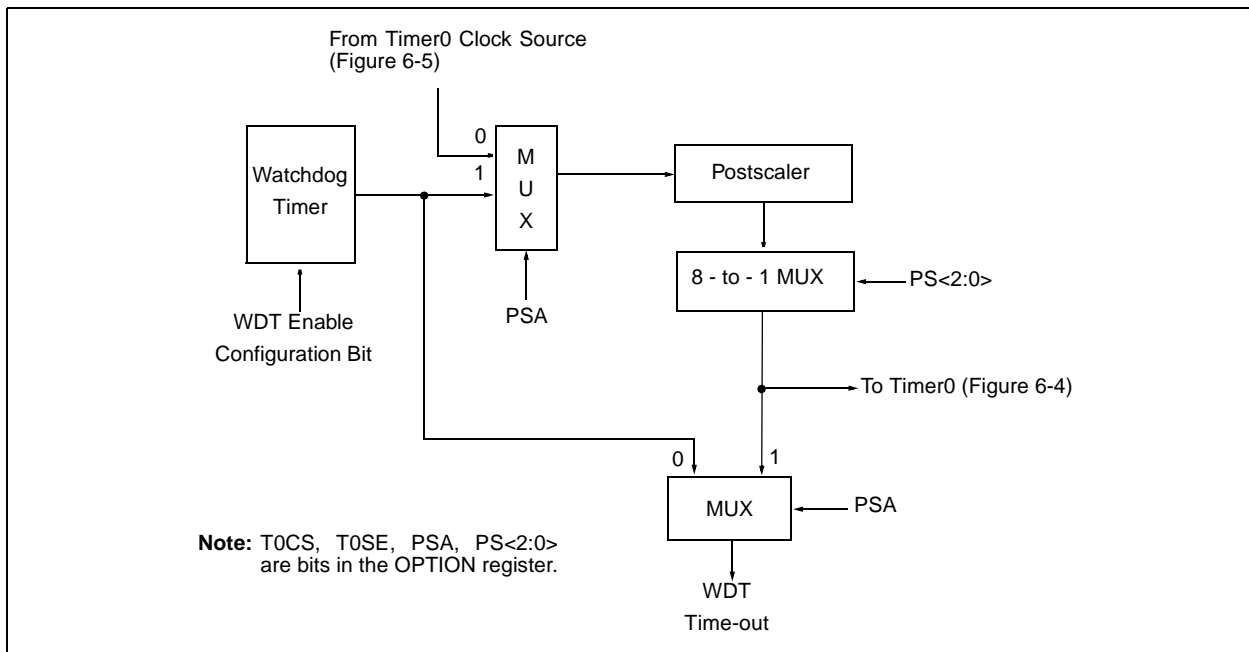 From Timer0 Clock Source
(Figure 6-5)
0
1
M
U
X
Watchdog
Timer
Postscaler
8 - to - 1 MUX
PS<2:0>
PSA
WDT Enable
Configuration Bit
To Timer0 (Figure 6-4)
0
1
MUX
PSA
Note: T0CS, T0SE, PSA, PS<2:0>
are bits in the OPTION register.
WDT
Time-out